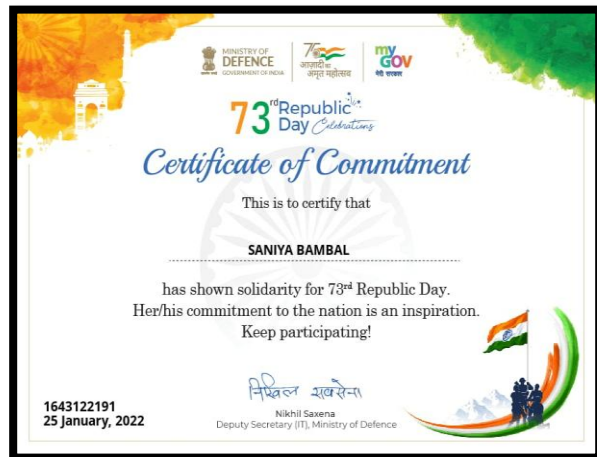 MINISTRY OF
DEFENCE
GOVERNMENT OF INDIA
आज़ादी का
अमृत महोत्सव
my
GOV
मेरी सरकार
73rd Republic
Day Celebrations
Certificate of Commitment
This is to certify that
SANIYA BAMBAL
has shown solidarity for 73rd Republic Day.
Her/his commitment to the nation is an inspiration.
Keep participating!
निखिल सक्सेना
Nikhil Saxena
Deputy Secretary (IT), Ministry of Defence
1643122191
25 January, 2022